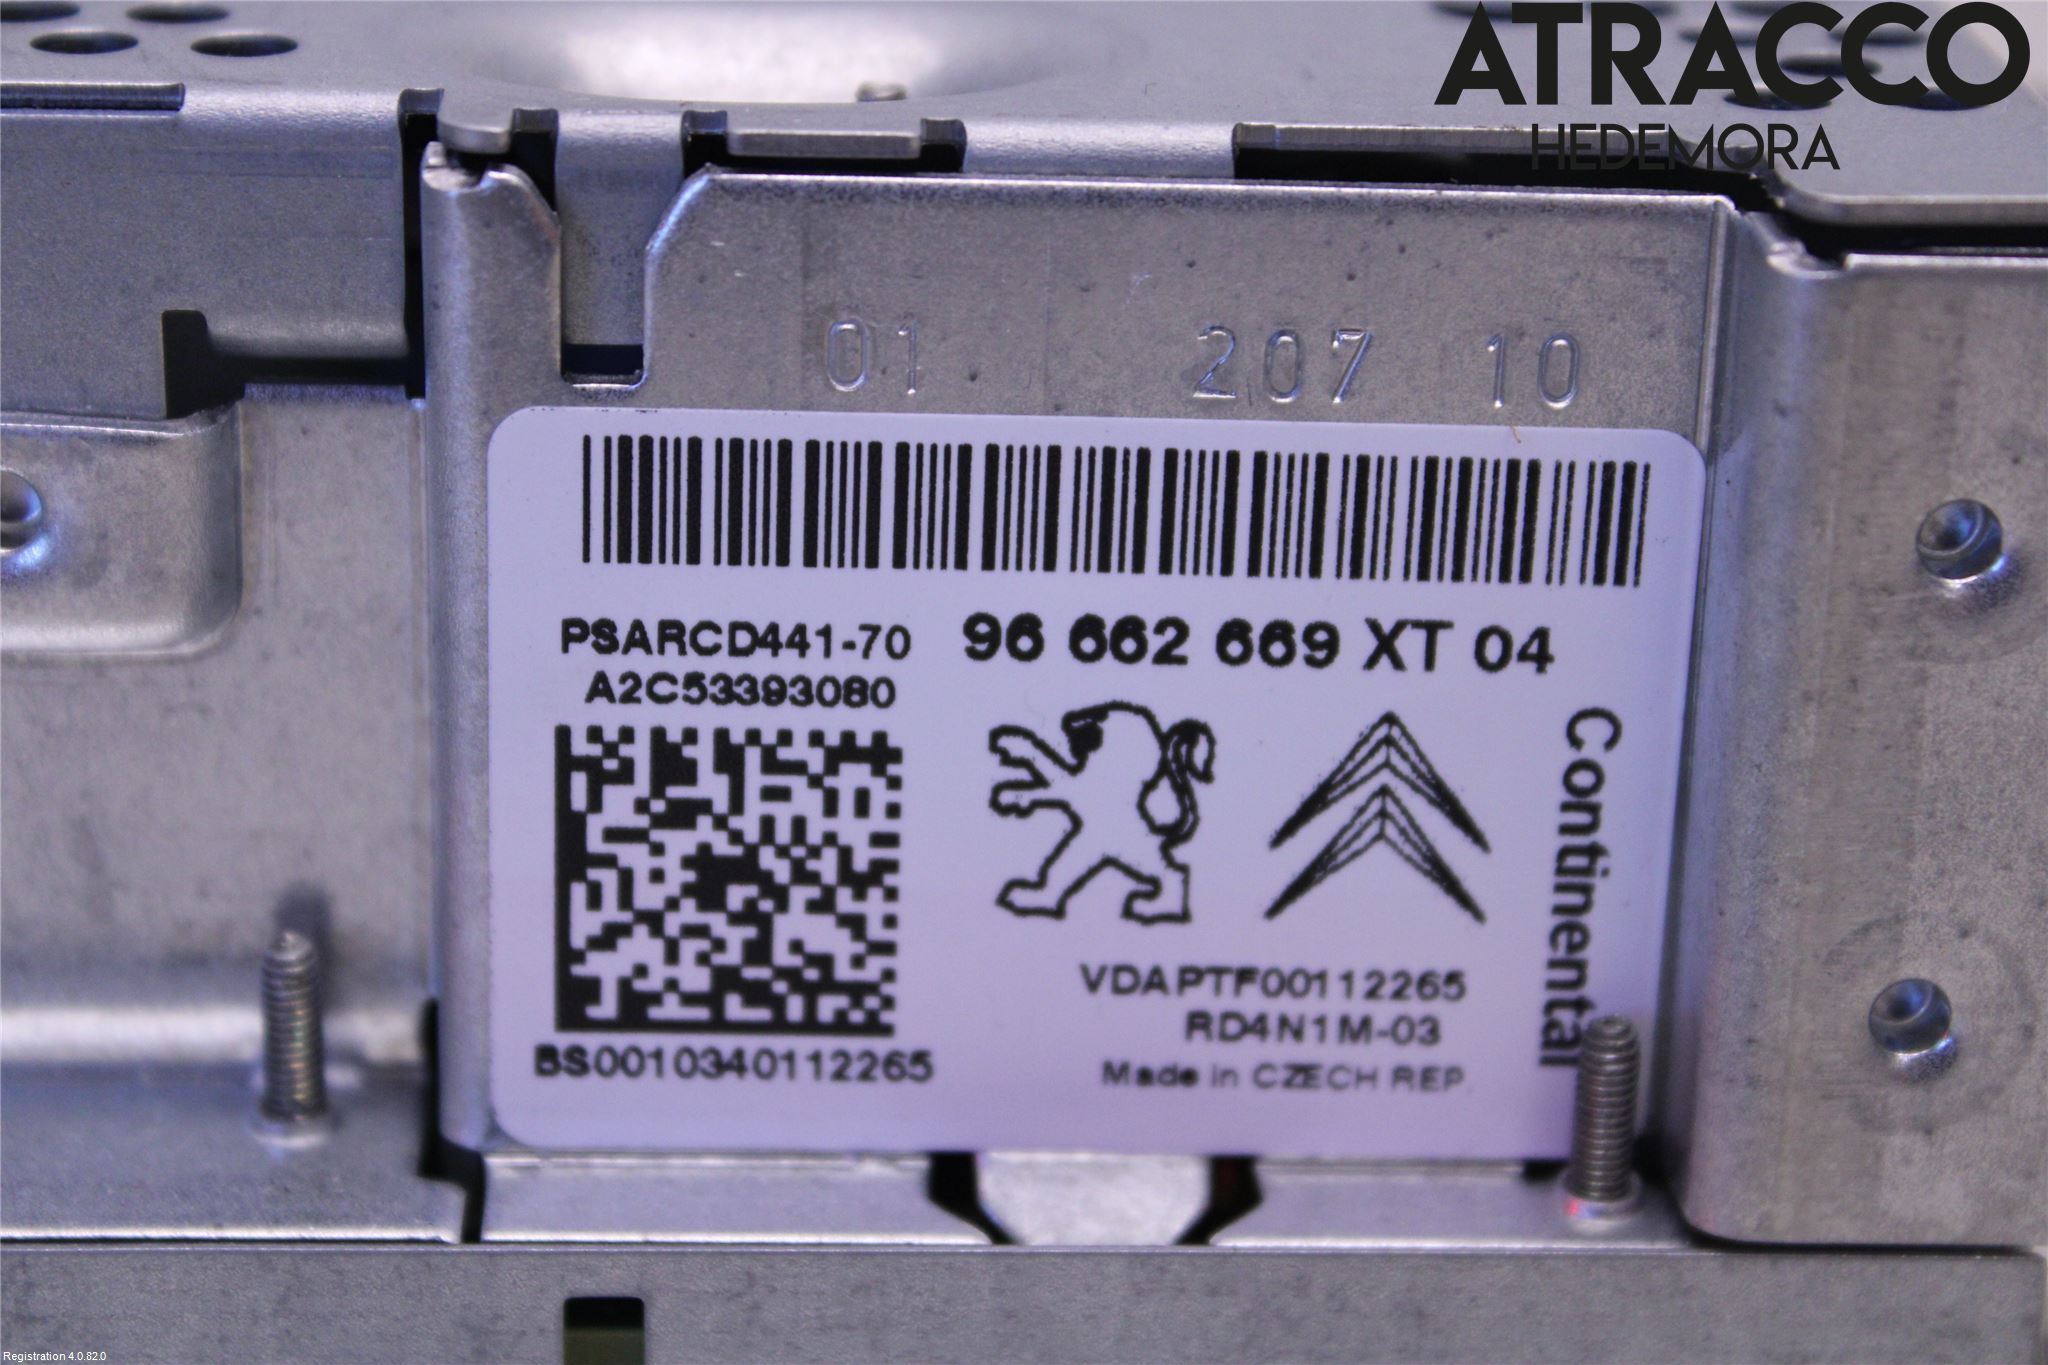 ATRACCO
HEDEMORA
01 207 10
PSARCD441-70
96 662 669 XT 04
A2C53393080
Continental
VDAPTF00112265
RD4N1M-03
BS0010340112265
Made in CZECH REP.
Registration 4.0.82.0